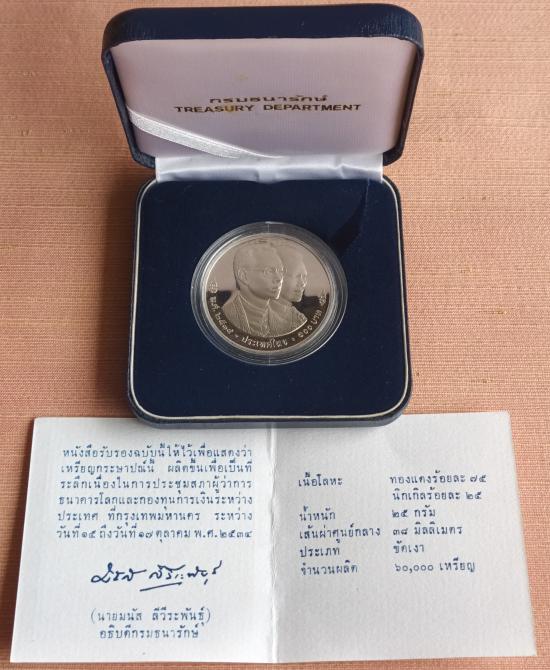 กรมธนารักษ์
TREASURY DEPARTMENT
พ.ศ. ๒๕๓๔ • ประเทศไทย • ๑๐๐ บาท
หนังสือรับรองฉบับนี้ให้ไว้เพื่อแสดงว่า
เหรียญกระษาปณ์นี้ ผลิตขึ้นเพื่อเป็นที่
ระลึกเนื่องในการประชุมสภาผู้ว่าการ
ธนาคารโลกและกองทุนการเงินระหว่าง
ประเทศ ที่กรุงเทพมหานคร ระหว่าง
วันที่ ๑๕ ถึงวันที่ ๑๗ ตุลาคม พ.ศ. ๒๕๓๔
(นายมนัส ลีวีระพันธุ์)
อธิบดีกรมธนารักษ์
เนื้อโลหะ ทองแดงร้อยละ ๗๕
นิกเกิลร้อยละ ๒๕
น้ำหนัก ๒๕ กรัม
เส้นผ่าศูนย์กลาง ๓๘ มิลลิเมตร
ประเภท ขัดเงา
จำนวนผลิต ๖๐,๐๐๐ เหรียญ